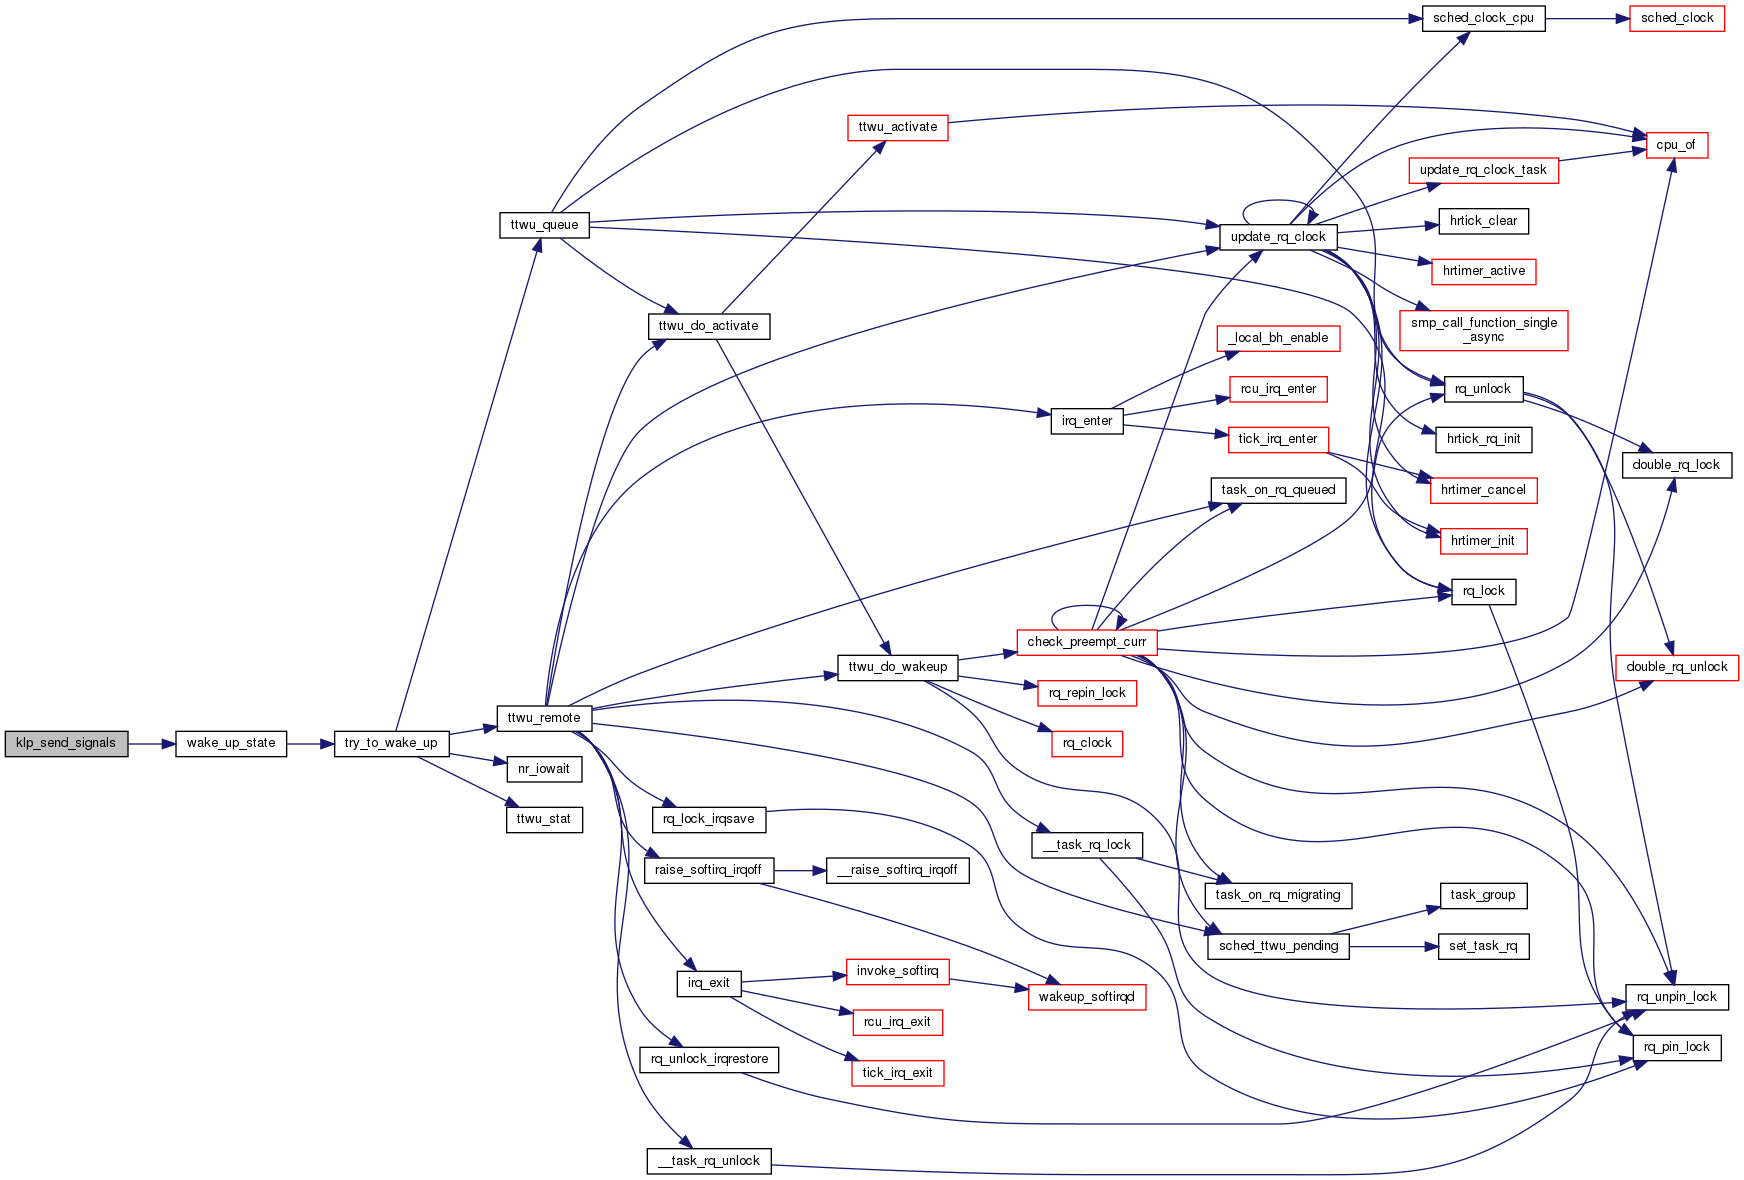 sched_clock_cpu
sched_clock
ttwu_activate
cpu_of
update_rq_clock_task
ttwu_queue
hrtick_clear
update_rq_clock
hrtimer_active
ttwu_do_activate
smp_call_function_single
_async
_local_bh_enable
rcu_irq_enter
rq_unlock
irq_enter
tick_irq_enter
hrtick_rq_init
double_rq_lock
task_on_rq_queued
hrtimer_cancel
hrtimer_init
rq_lock
check_preempt_curr
ttwu_do_wakeup
double_rq_unlock
rq_repin_lock
ttwu_remote
klp_send_signals
wake_up_state
try_to_wake_up
rq_clock
nr_iowait
ttwu_stat
rq_lock_irqsave
__task_rq_lock
raise_softirq_irqoff
__raise_softirq_irqoff
task_on_rq_migrating
task_group
sched_ttwu_pending
set_task_rq
invoke_softirq
irq_exit
wakeup_softirqd
rq_unpin_lock
rcu_irq_exit
rq_pin_lock
rq_unlock_irqrestore
tick_irq_exit
__task_rq_unlock